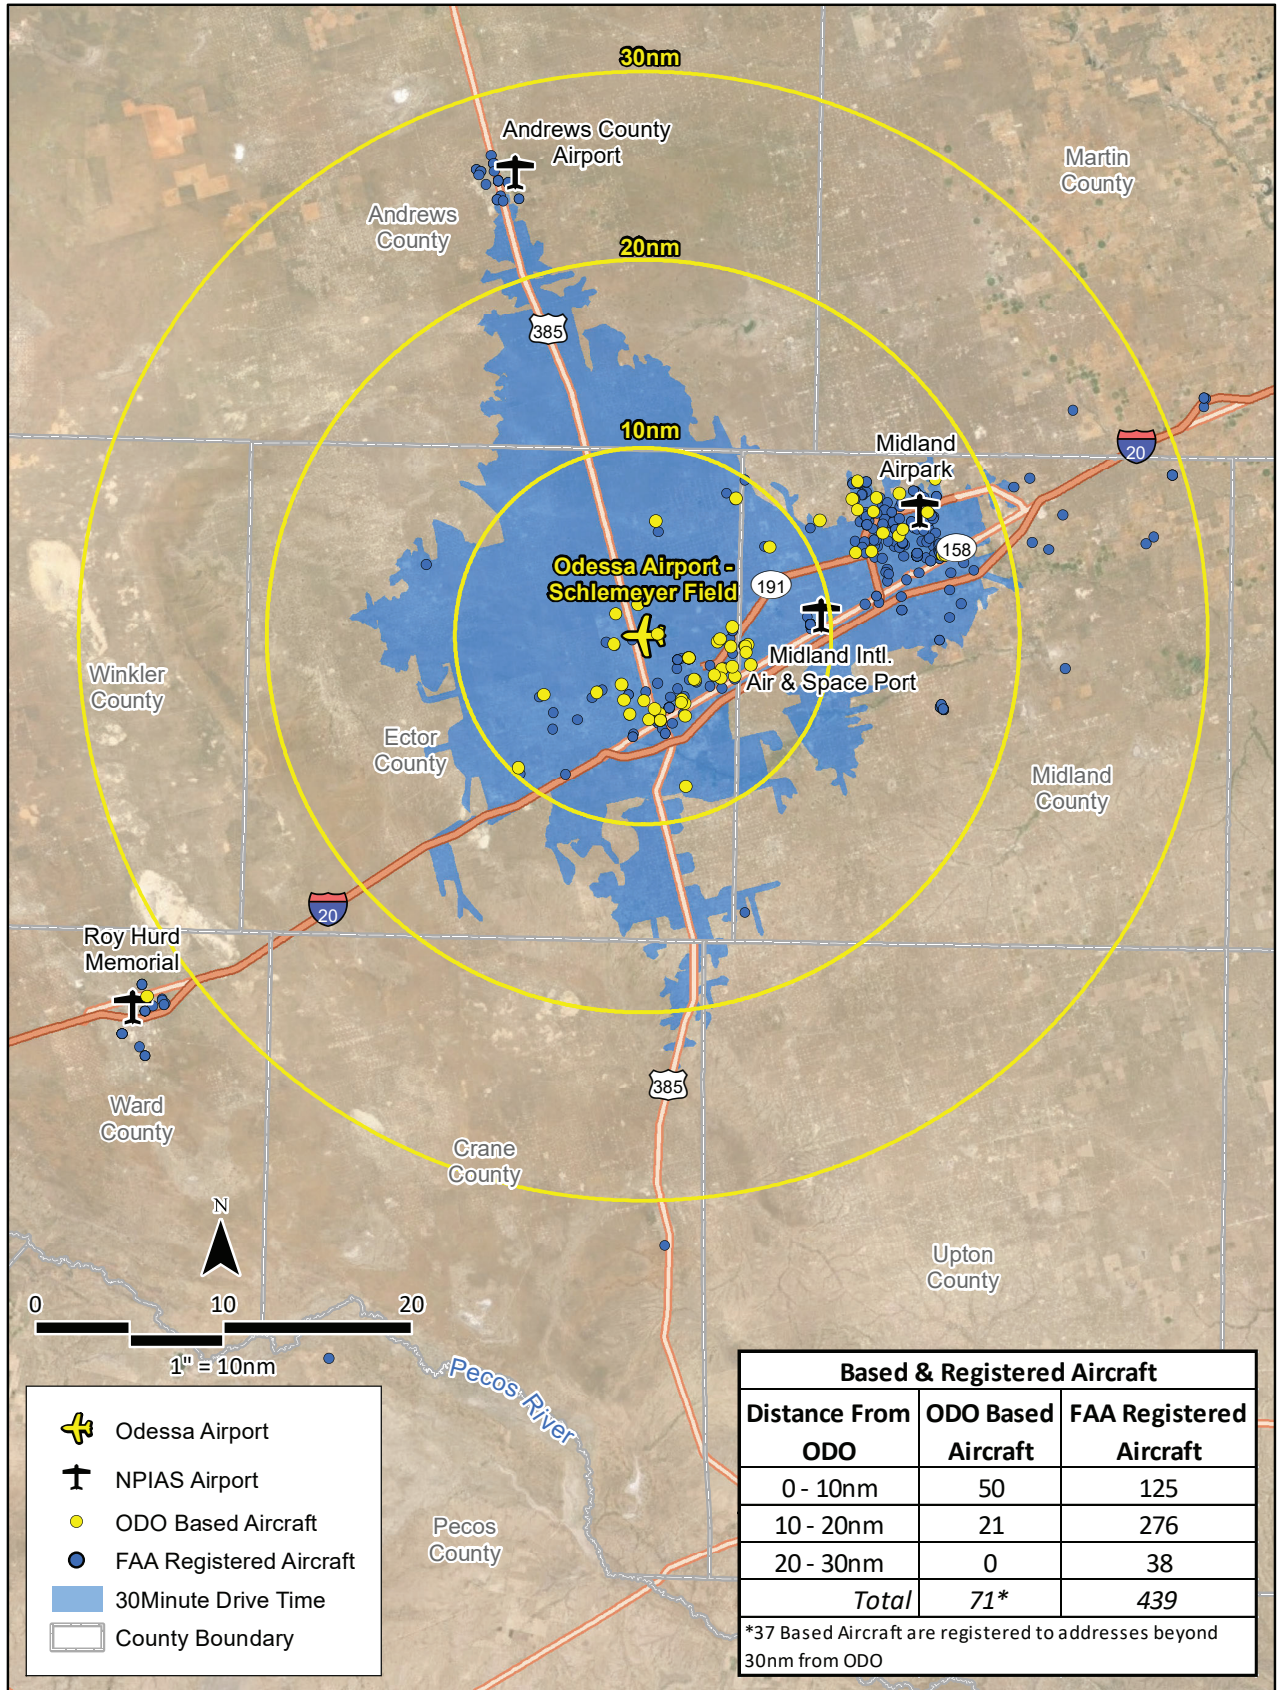 30nm
Andrews County
Airport
Martin
County
Andrews
County
20nm
385
10nm
Midland
Airpark
20
158
Odessa Airport -
Schlemeyer Field
191
Midland Intl.
Air & Space Port
Winkler
County
Ector
County
Midland
County
20
Roy Hurd
Memorial
385
Ward
County
Crane
County
N
Upton
County
0 10 20
1" = 10nm
Pecos River
Pecos
County
Odessa Airport
NPIAS Airport
ODO Based Aircraft
FAA Registered Aircraft
30Minute Drive Time
County Boundary
Based & Registered Aircraft
Distance From ODO Based FAA Registered
ODO Aircraft Aircraft
0 - 10nm 50 125
10 - 20nm 21 276
20 - 30nm 0 38
Total 71* 439
*37 Based Aircraft are registered to addresses beyond
30nm from ODO